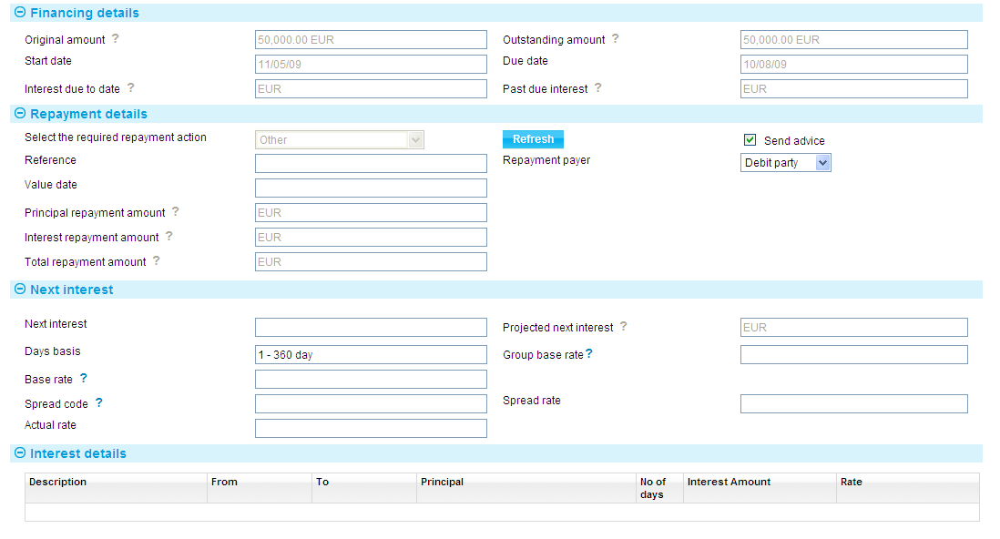 Financing details
Original amount ? 50,000.00 EUR Outstanding amount ? 50,000.00 EUR
Start date 11/05/09 Due date 10/08/09
Interest due to date ? EUR Past due interest ? EUR
Repayment details
Select the required repayment action Other Refresh Send advice
Reference Repayment payer Debit party
Value date
Principal repayment amount ? EUR
Interest repayment amount ? EUR
Total repayment amount ? EUR
Next interest
Next interest Projected next interest ? EUR
Days basis 1 - 360 day Group base rate ?
Base rate ?
Spread code ? Spread rate
Actual rate
Interest details
Description From To Principal No of days Interest Amount Rate